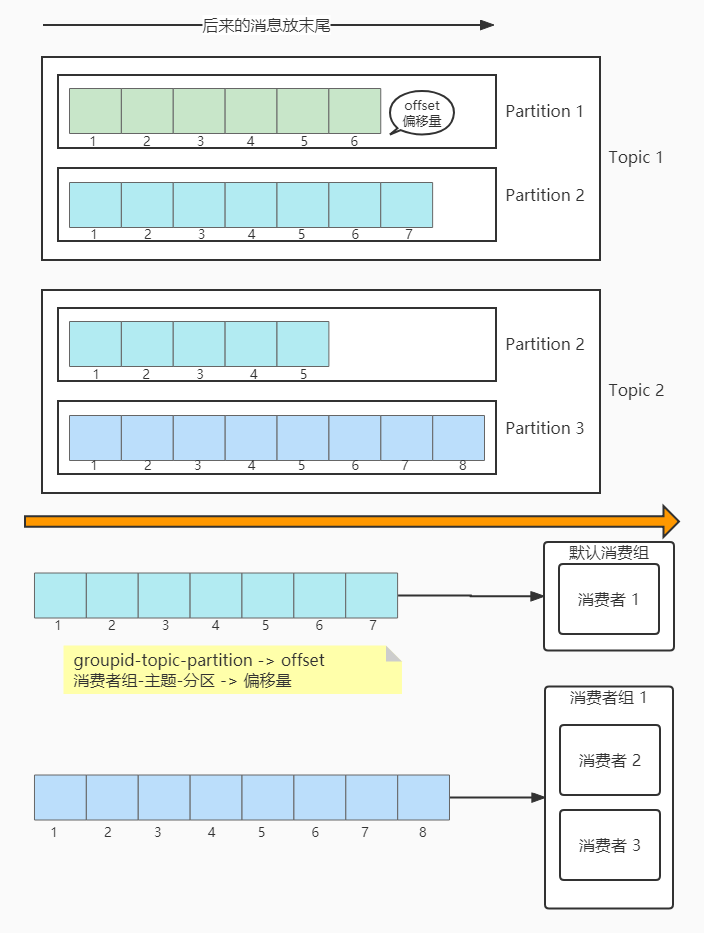 后来的消息放末尾
offset
偏移量
1 2 3 4 5 6
Partition 1
Topic 1
Partition 2
1 2 3 4 5 6 7
Partition 2
1 2 3 4 5
Topic 2
Partition 3
1 2 3 4 5 6 7 8
默认消费组
消费者 1
1 2 3 4 5 6 7
groupid-topic-partition -> offset
消费者组-主题-分区 -> 偏移量
消费者组 1
消费者 2
1 2 3 4 5 6 7 8
消费者 3